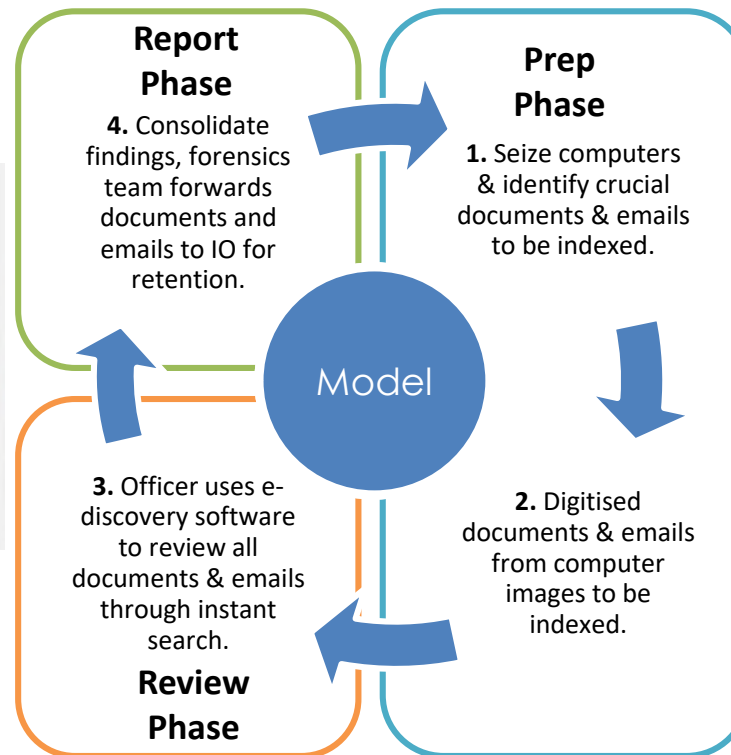 Report
Phase
4. Consolidate
findings, forensics
team forwards
documents and
emails to IO for
retention.
Prep
Phase
1. Seize computers
& identify crucial
documents & emails
to be indexed.
Model
2. Digitised
documents & emails
from computer
images to be
indexed.
3. Officer uses e-
discovery software
to review all
documents & emails
through instant
search.
Review
Phase